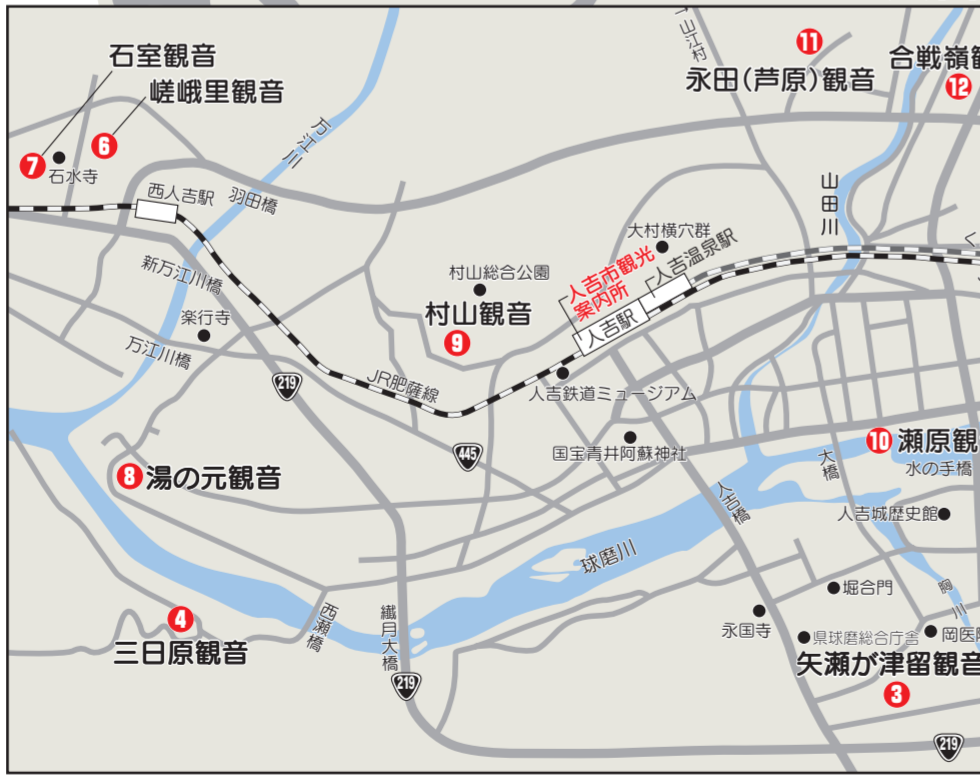 石室観音
嵯峨里観音
7
6
石水寺
西人吉駅
羽田橋
万江川
新万江川橋
楽行寺
万江川橋
219
JR肥薩線
445
山江村
11
永田(芦原)観音
合戦嶺観
12
山田川
大村横穴群
人吉市観光
案内所
人吉温泉駅
人吉駅
村山総合公園
村山観音
9
人吉鉄道ミュージアム
国宝青井阿蘇神社
10
瀬原観
水の手橋
大橋
人吉橋
人吉城歴史館
8
湯の元観音
球磨川
堀合門
胸川
永国寺
県球磨総合庁舎
岡医院
矢瀬が津留観音
3
4
三日原観音
西瀬橋
繊月大橋
219
219